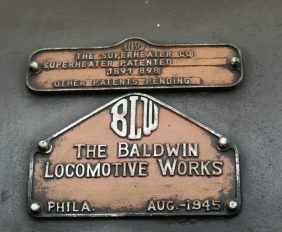 THE SUPERHEATER CO.
SUPERHEATER PATENTED
1891 898
OTHER PATENTS PENDING
BLW
THE BALDWIN
LOCOMOTIVE WORKS
PHILA. AUG.-1945